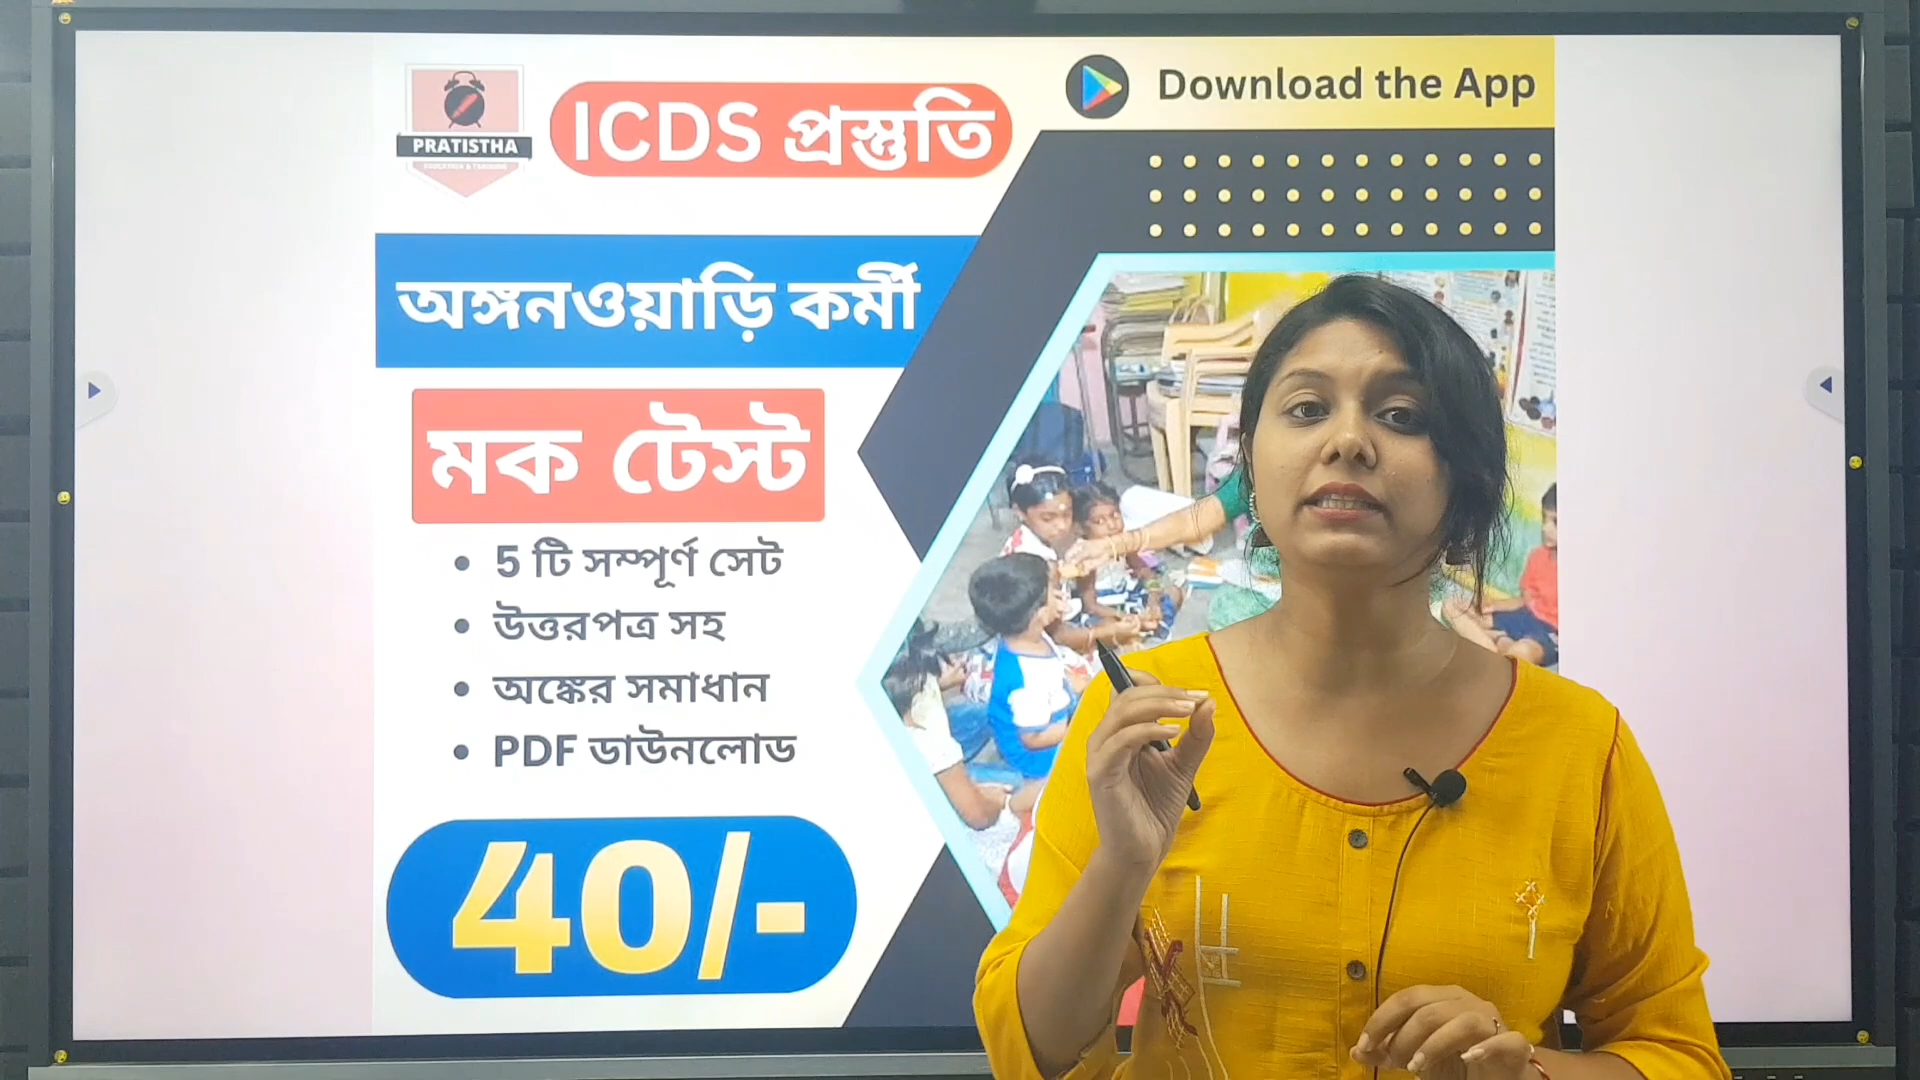 PRATISTHA
ICDS প্রস্তুতি
Download the App
অঙ্গনওয়াড়ি কর্মী
মক টেস্ট
5 টি সম্পূর্ণ সেট
উত্তরপত্র সহ
অঙ্কের সমাধান
PDF ডাউনলোড
40/-